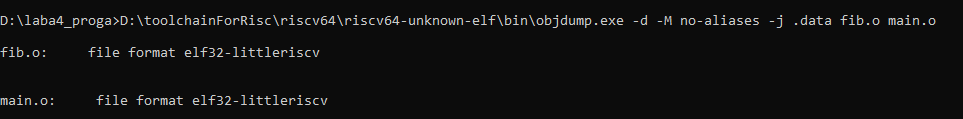 D:\laba4_proga>D:\toolchainForRisc\riscv64\riscv64-unknown-elf\bin\objdump.exe -d -M no-aliases -j .data fib.o main.o
fib.o:     file format elf32-littleriscv
main.o:     file format elf32-littleriscv